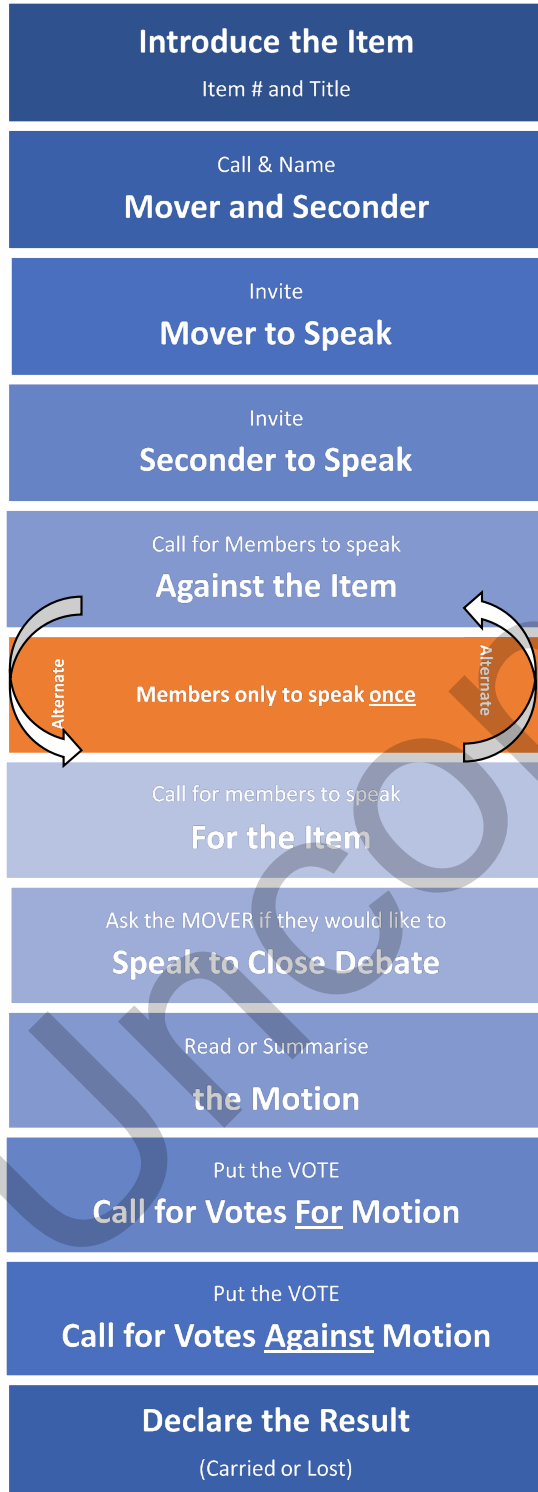 Introduce the Item
Item # and Title
Call & Name
Mover and Seconder
Invite
Mover to Speak
Invite
Seconder to Speak
Call for Members to speak
Against the Item
Alternate
Members only to speak once
Alternate
Call for members to speak
For the Item
Ask the MOVER if they would like to
Speak to Close Debate
Read or Summarise
the Motion
Put the VOTE
Call for Votes For Motion
Put the VOTE
Call for Votes Against Motion
Declare the Result
(Carried or Lost)